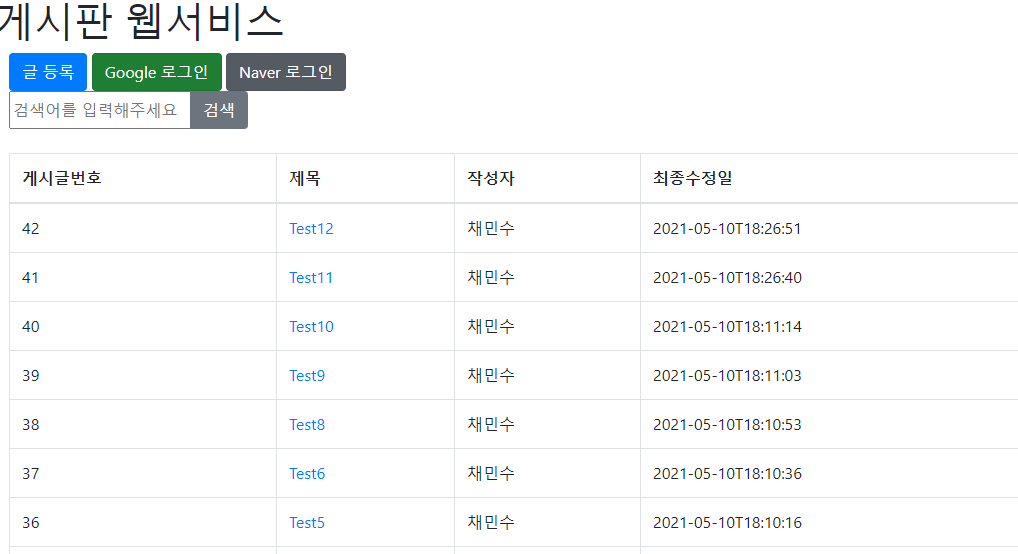 게시판 웹서비스
글 등록 Google 로그인 Naver 로그인
검색어를 입력해주세요 검색
게시글번호 제목 작성자 최종수정일
42 Test12 채민수 2021-05-10T18:26:51
41 Test11 채민수 2021-05-10T18:26:40
40 Test10 채민수 2021-05-10T18:11:14
39 Test9 채민수 2021-05-10T18:11:03
38 Test8 채민수 2021-05-10T18:10:53
37 Test6 채민수 2021-05-10T18:10:36
36 Test5 채민수 2021-05-10T18:10:16